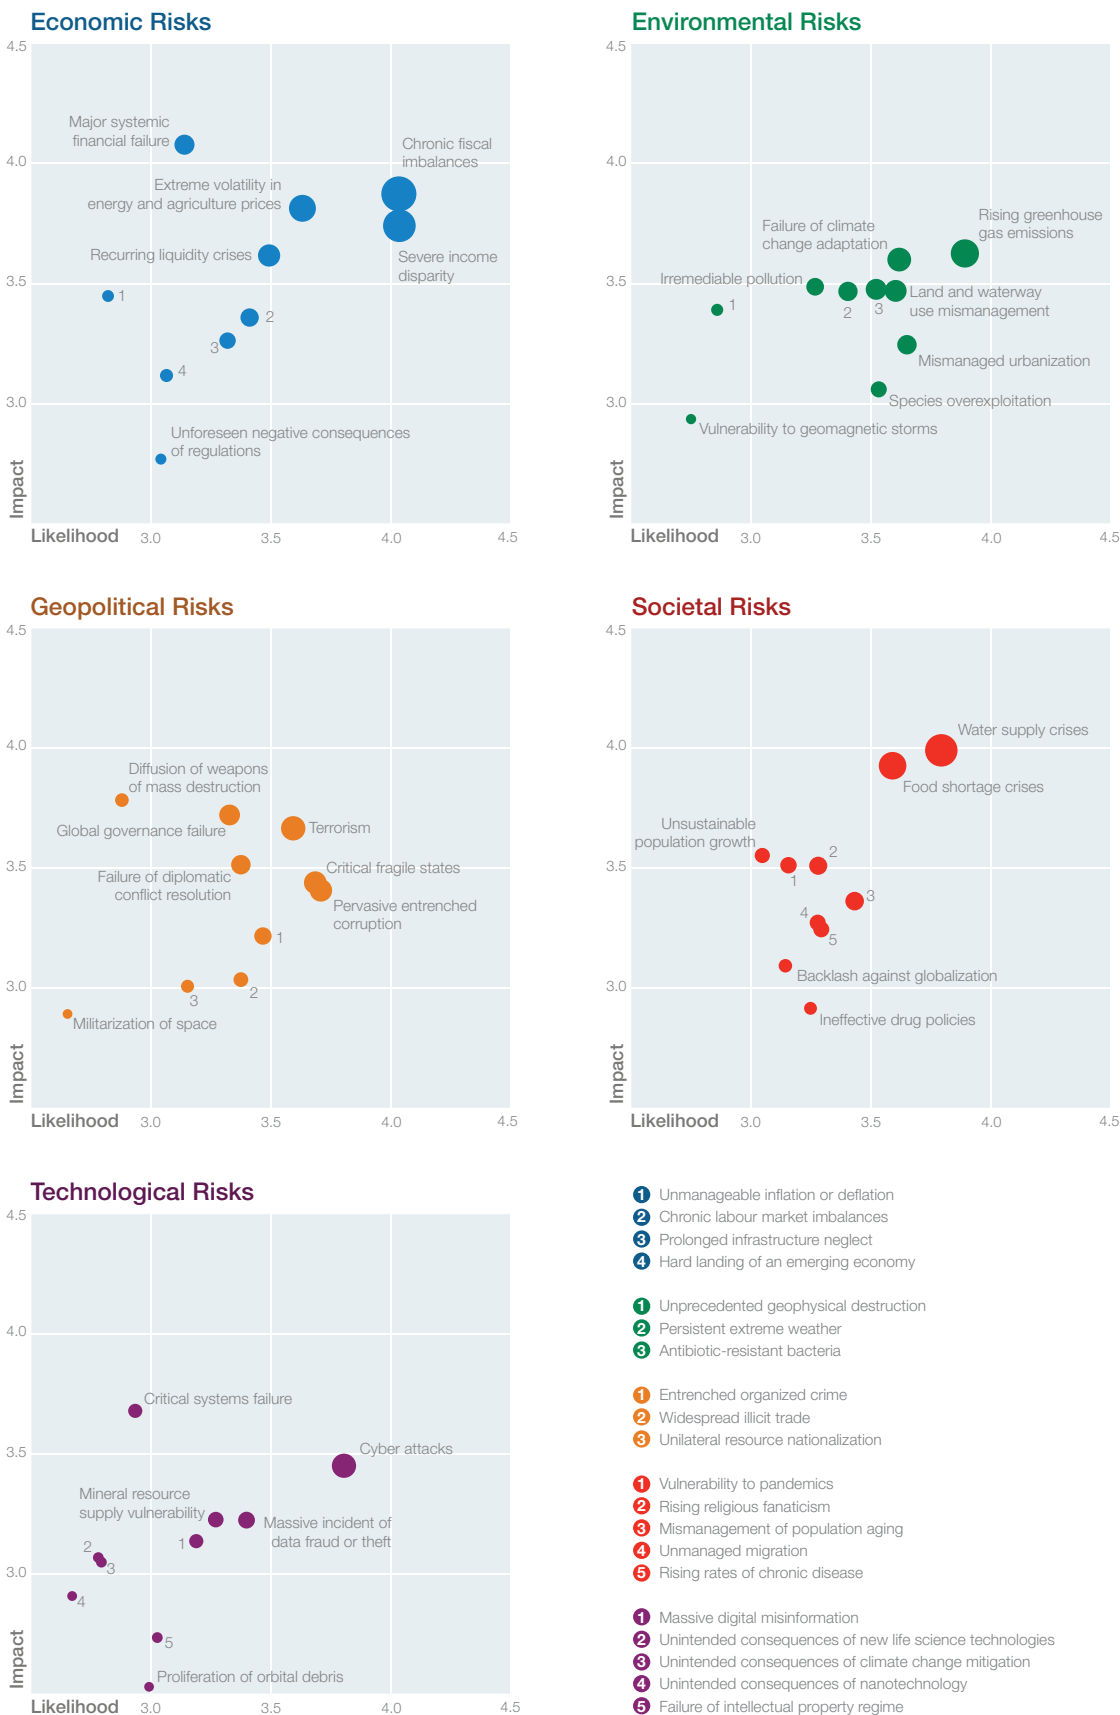 Economic Risks
4.5
Major systemic
financial failure
Chronic fiscal
imbalances
4.0
Extreme volatility in
energy and agriculture prices
Recurring liquidity crises
Severe income
disparity
3.5
1
2
3
4
3.0
Unforeseen negative consequences
of regulations
Impact
Likelihood
3.0
3.5
4.0
4.5
Environmental Risks
4.5
4.0
Rising greenhouse
gas emissions
Failure of climate
change adaptation
Irremediable pollution
3.5
Land and waterway
use mismanagement
1
2
3
Mismanaged urbanization
Species overexploitation
3.0
Vulnerability to geomagnetic storms
Impact
Likelihood
3.0
3.5
4.0
4.5
Geopolitical Risks
4.5
4.0
Diffusion of weapons
of mass destruction
Global governance failure
Terrorism
3.5
Critical fragile states
Failure of diplomatic
conflict resolution
Pervasive entrenched
corruption
1
2
3
3.0
Militarization of space
Impact
Likelihood
3.0
3.5
4.0
4.5
Societal Risks
4.5
4.0
Water supply crises
Food shortage crises
Unsustainable
population growth
3.5
1
2
3
4
5
Backlash against globalization
3.0
Ineffective drug policies
Impact
Likelihood
3.0
3.5
4.0
4.5
Technological Risks
4.5
4.0
Critical systems failure
3.5
Cyber attacks
Mineral resource
supply vulnerability
Massive incident of
data fraud or theft
1
2
3
3.0
4
5
Proliferation of orbital debris
Impact
Likelihood
3.0
3.5
4.0
4.5
1 Unmanageable inflation or deflation
2 Chronic labour market imbalances
3 Prolonged infrastructure neglect
4 Hard landing of an emerging economy
1 Unprecedented geophysical destruction
2 Persistent extreme weather
3 Antibiotic-resistant bacteria
1 Entrenched organized crime
2 Widespread illicit trade
3 Unilateral resource nationalization
1 Vulnerability to pandemics
2 Rising religious fanaticism
3 Mismanagement of population aging
4 Unmanaged migration
5 Rising rates of chronic disease
1 Massive digital misinformation
2 Unintended consequences of new life science technologies
3 Unintended consequences of climate change mitigation
4 Unintended consequences of nanotechnology
5 Failure of intellectual property regime